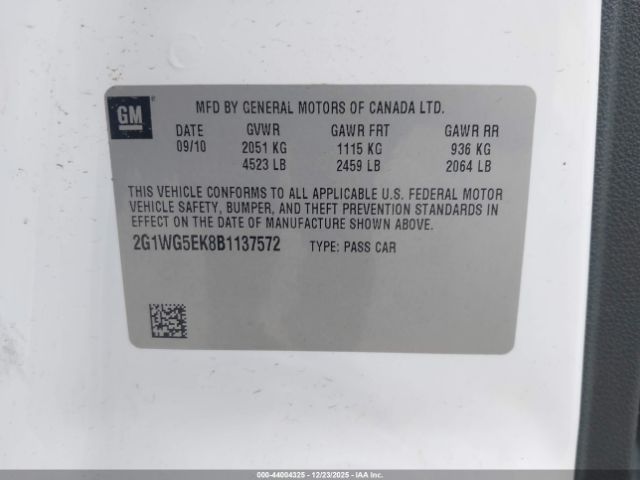 GM
MFD BY GENERAL MOTORS OF CANADA LTD.
DATE GVWR GAWR FRT GAWR RR
09/10 2051 KG 1115 KG 936 KG
4523 LB 2459 LB 2064 LB
THIS VEHICLE CONFORMS TO ALL APPLICABLE U.S. FEDERAL MOTOR
VEHICLE SAFETY, BUMPER, AND THEFT PREVENTION STANDARDS IN
EFFECT ON THE DATE OF MANUFACTURE SHOWN ABOVE.
2G1WG5EK8B1137572 TYPE: PASS CAR
000-44004325 - 12/23/2025 - IAA Inc.